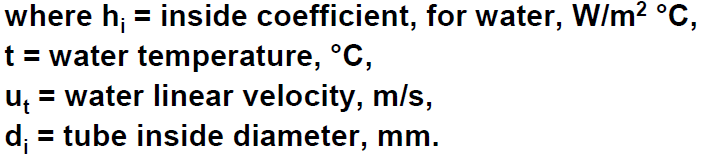 where hᵢ = inside coefficient, for water, W/m² °C,
t = water temperature, °C,
uₜ = water linear velocity, m/s,
dᵢ = tube inside diameter, mm.